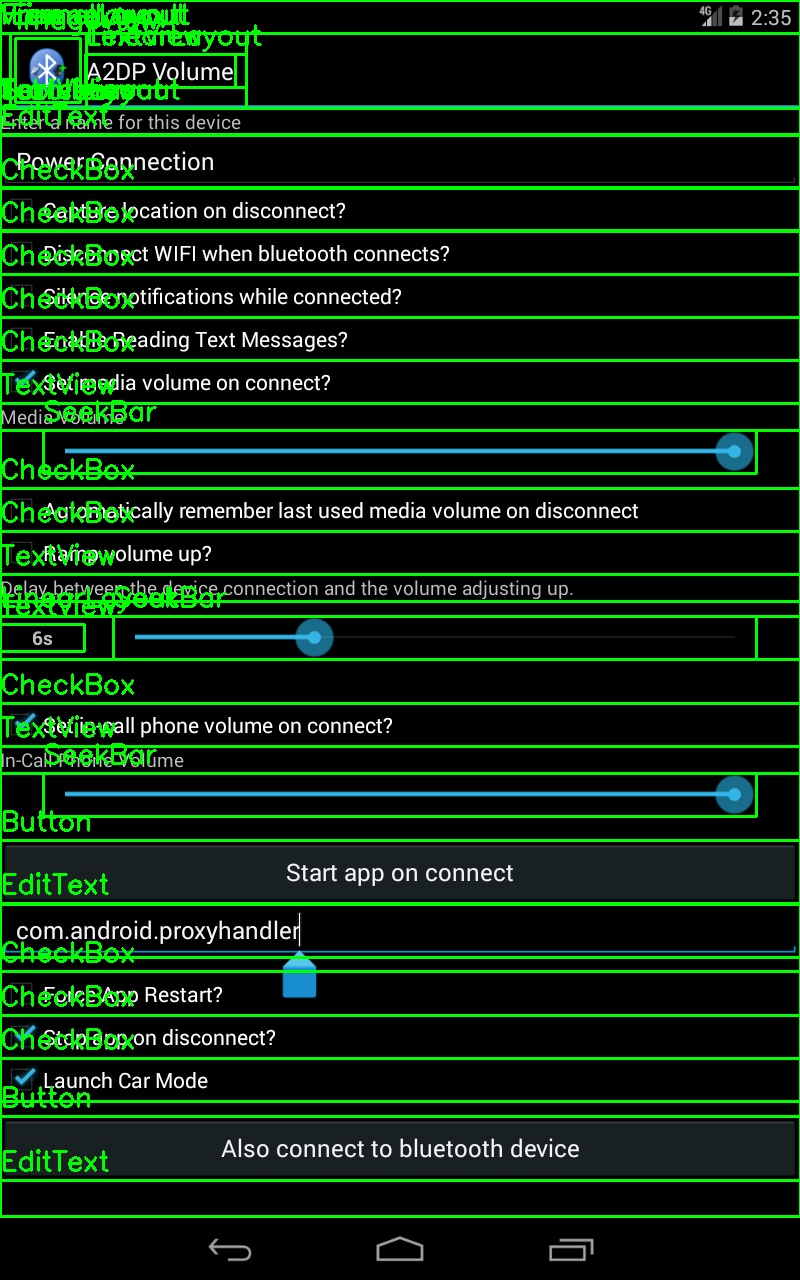 4G 2:35
TextView
A2DP Volume
EditText
Enter a name for this device
Power Connection
CheckBox
Capture location on disconnect?
CheckBox
Disconnect WIFI when bluetooth connects?
CheckBox
Silence notifications while connected?
CheckBox
Enable Reading Text Messages?
CheckBox
Set media volume on connect?
TextView
Media Volume
SeekBar
CheckBox
Automatically remember last used media volume on disconnect
CheckBox
Ramp volume up?
TextView
Delay between the device connection and the volume adjusting up.
LinearLayout
SeekBar
TextView
6s
CheckBox
Set in-call phone volume on connect?
TextView
In-Call Phone Volume
SeekBar
Button
Start app on connect
EditText
com.android.proxyhandler
CheckBox
Force App Restart?
CheckBox
Stop app on disconnect?
CheckBox
Launch Car Mode
Button
Also connect to bluetooth device
EditText